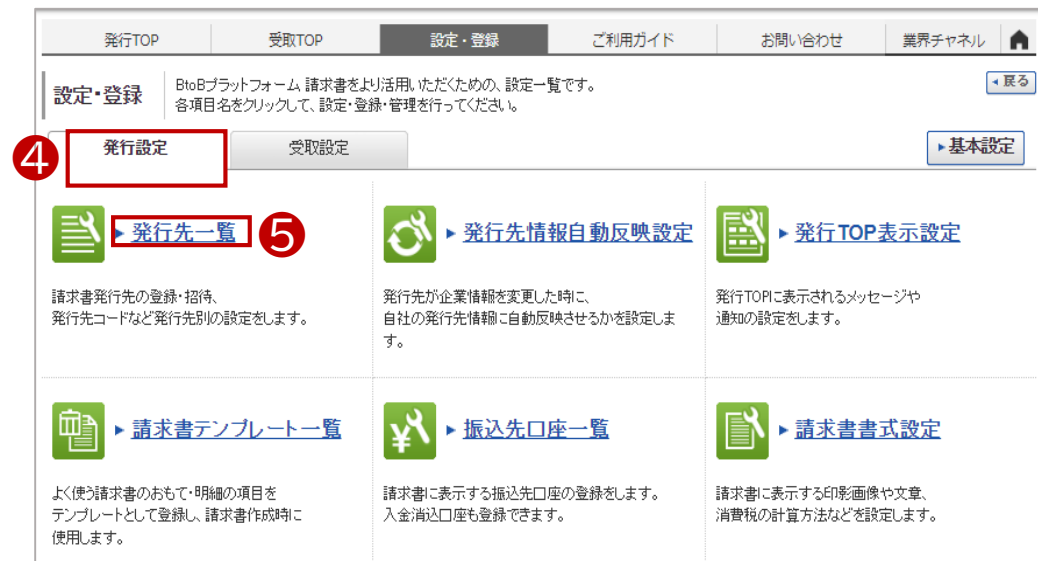 発行TOP 受取TOP 設定・登録 ご利用ガイド お問い合わせ 業界チャネル
設定・登録
BtoBプラットフォーム 請求書をより活用いただくための、設定一覧です。
各項目名をクリックして、設定・登録・管理を行ってください。
戻る
4
発行設定 受取設定 基本設定
発行先一覧
5
発行先情報自動反映設定
発行TOP表示設定
請求書発行先の登録・招待、
発行先コードなど発行先別の設定をします。
発行先が企業情報を変更した時に、
自社の発行先情報に自動反映させるかを設定しま
す。
発行TOPに表示されるメッセージや
通知の設定をします。
請求書テンプレート一覧
振込先口座一覧
請求書書式設定
よく使う請求書のおもて・明細の項目を
テンプレートとして登録し、請求書作成時に
使用します。
請求書に表示する振込先口座の登録をします。
入金消込口座も登録できます。
請求書に表示する印影画像や文章、
消費税の計算方法などを設定します。